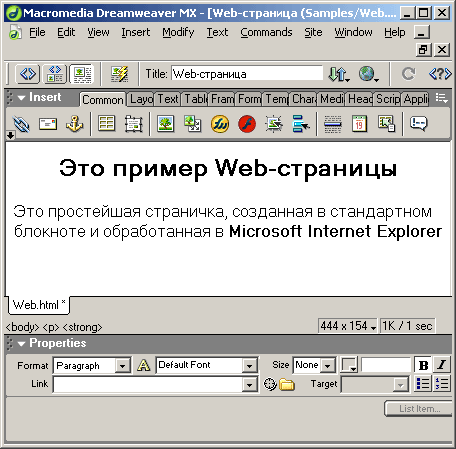 Macromedia Dreamweaver MX - [Web-страница (Samples/Web....
File Edit View Insert Modify Text Commands Site Window Help
Title: Web-страница
Insert Common Layo Text Table Fram Form Temp Chara Medi Head Script Appli
Это пример Web-страницы
Это простейшая страничка, созданная в стандартном
блокноте и обработанная в Microsoft Internet Explorer
Web.html *
<body> <p> <strong> 444 x 154 1K / 1 sec
Properties
Format Paragraph A Default Font Size None B I
Link Target
List Item...